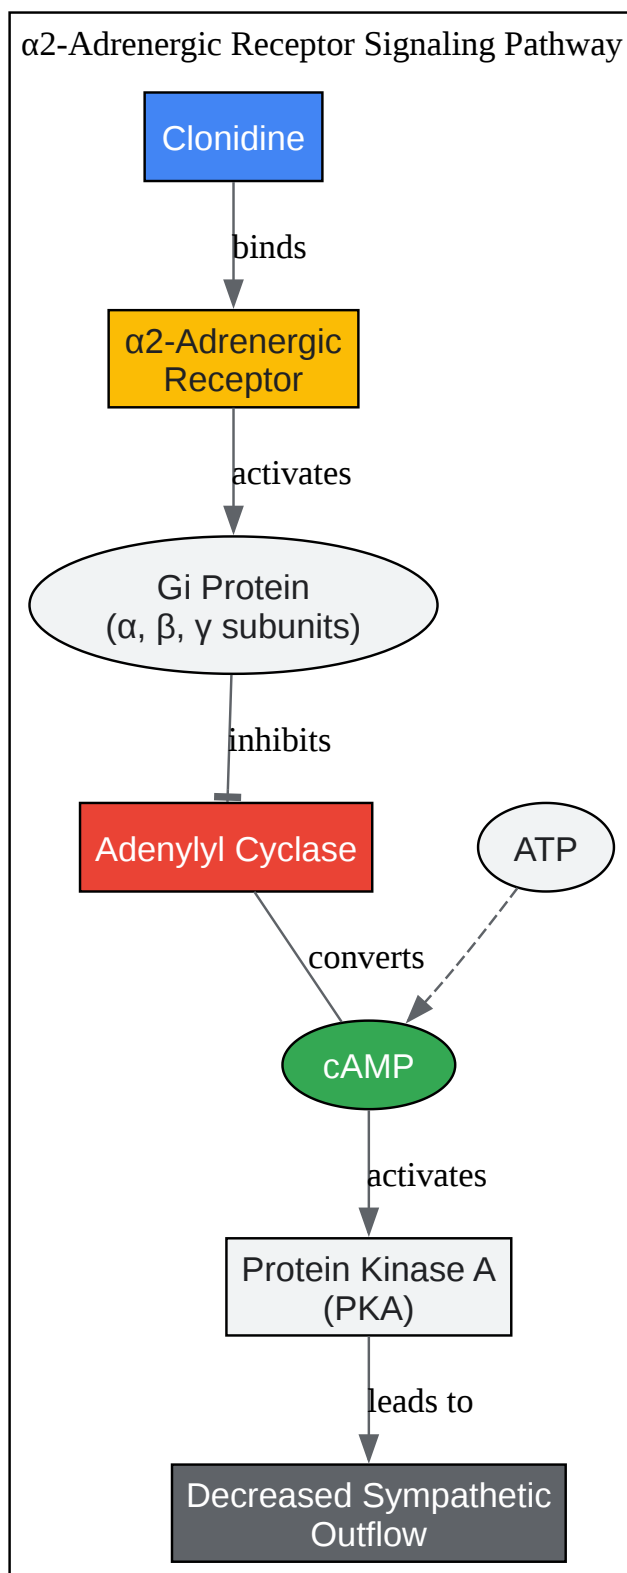 α2-Adrenergic Receptor Signaling Pathway
Clonidine
binds
α2-Adrenergic
Receptor
activates
Gi Protein
(α, β, γ subunits)
inhibits
Adenylyl Cyclase
ATP
converts
cAMP
activates
Protein Kinase A
(PKA)
leads to
Decreased Sympathetic
Outflow